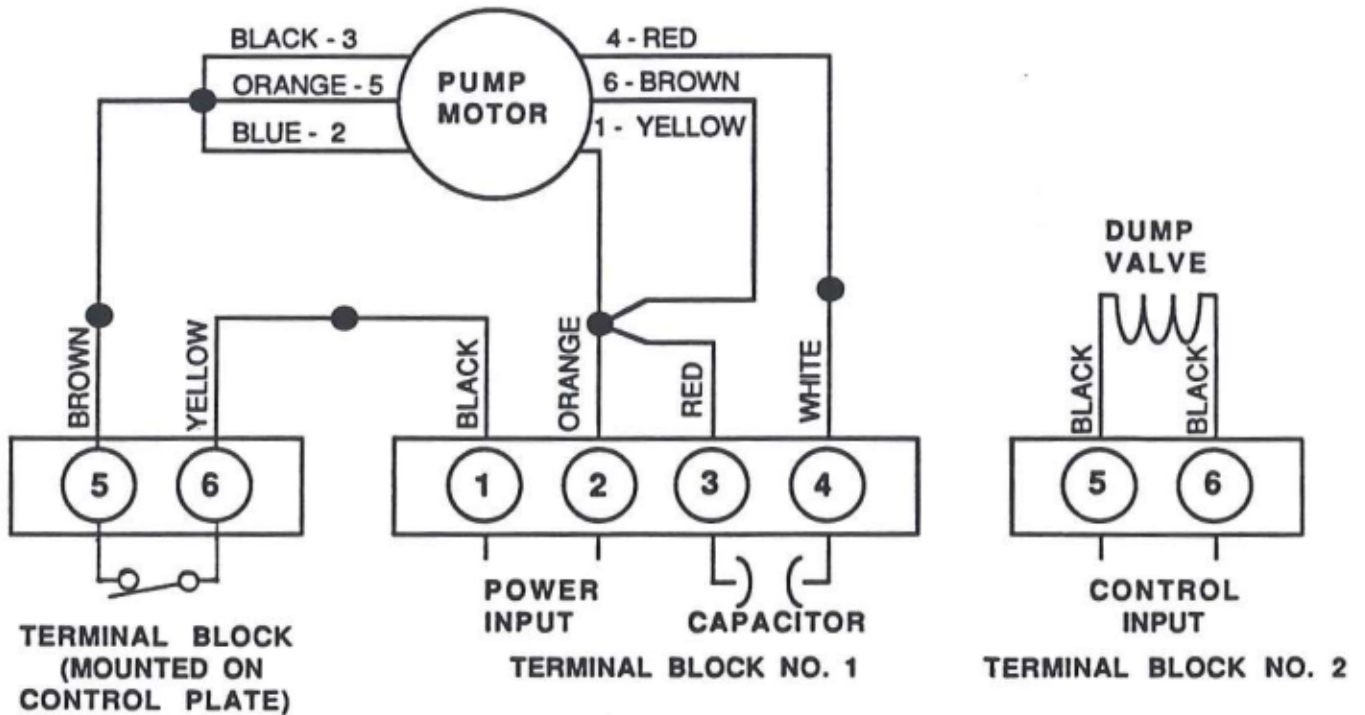 BLACK - 3
ORANGE - 5
BLUE - 2
PUMP
MOTOR
4 - RED
6 - BROWN
1 - YELLOW
DUMP
VALVE
BROWN
YELLOW
BLACK
ORANGE
RED
WHITE
BLACK
BLACK
5
6
1
2
3
4
5
6
POWER
INPUT
CAPACITOR
CONTROL
INPUT
TERMINAL BLOCK
(MOUNTED ON
CONTROL PLATE)
TERMINAL BLOCK NO. 1
TERMINAL BLOCK NO. 2